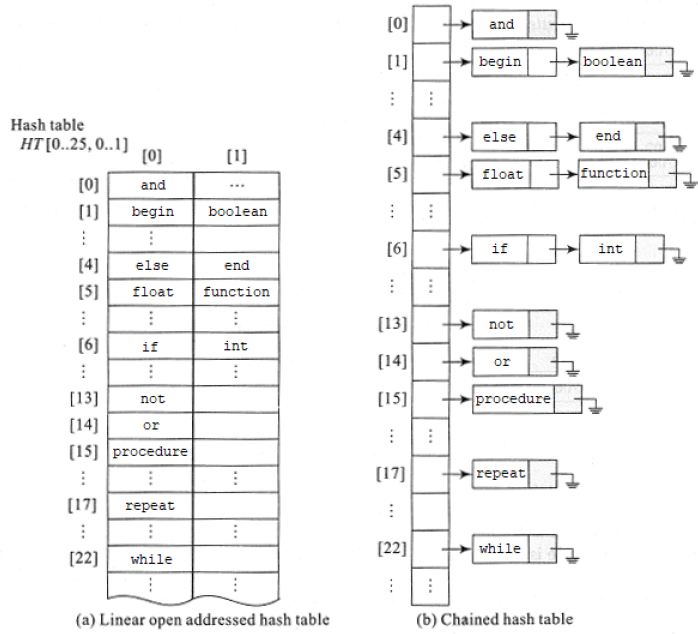 Hash table
HT[0..25, 0..1]
[0] [1]
[0] and ...
[1] begin boolean
⋮ ⋮
[4] else end
[5] float function
⋮ ⋮ ⋮
[6] if int
⋮ ⋮ ⋮
[13] not
[14] or
[15] procedure
⋮ ⋮ ⋮
[17] repeat
⋮ ⋮ ⋮
[22] while
⋮ ⋮
(a) Linear open addressed hash table
[0] and
[1] begin boolean
⋮ ⋮
[4] else end
[5] float function
⋮ ⋮
[6] if int
⋮ ⋮
[13] not
[14] or
[15] procedure
⋮ ⋮
[17] repeat
⋮ ⋮
[22] while
⋮ ⋮
(b) Chained hash table